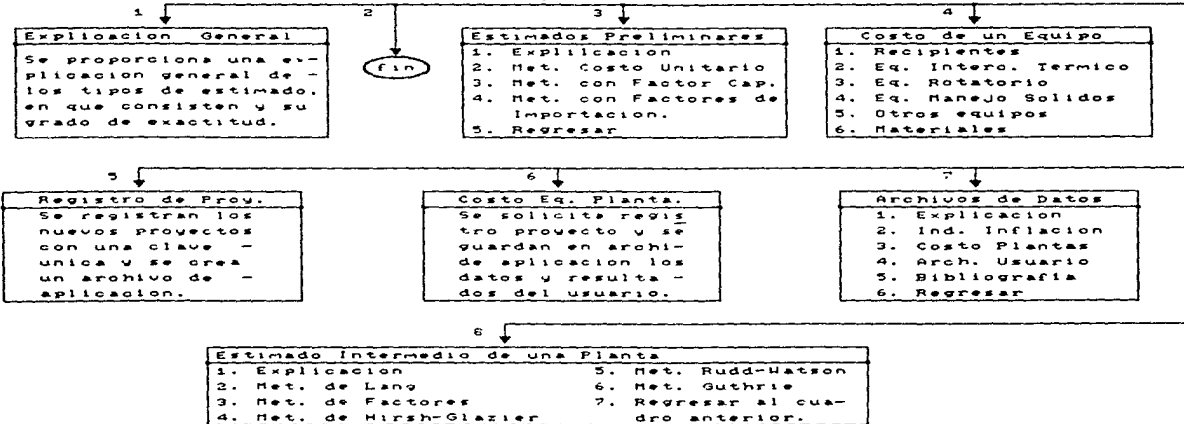 1
Explicacion General
Se proporciona una ex-
plicacion general de -
los tipos de estimado,
en que consisten y su
grado de exactitud.
2
fin
3
Estimados Preliminares
1. Explilcacion
2. Met. Costo Unitario
3. Met. con Factor Cap.
4. Met. con Factores de
Importacion.
5. Regresar
4
Costo de un Equipo
1. Recipientes
2. Eq. Interc. Termico
3. Eq. Rotatorio
4. Eq. Manejo Solidos
5. Otros equipos
6. Materiales
5
Registro de Proy.
Se registran los
nuevos proyectos
con una clave -
unica y se crea
un archivo de -
aplicacion.
6
Costo Eq. Planta.
Se solicita regis
tro proyecto y se
guardan en archi-
de aplicacion los
datos y resulta -
dos del usuario.
7
Archivos de Datos
1. Explicacion
2. Ind. Inflacion
3. Costo Plantas
4. Arch. Usuario
5. Bibliografia
6. Regresar
8
Estimado Intermedio de una Planta
1. Explicacion 5. Met. Rudd-Watson
2. Met. de Lang 6. Met. Guthrie
3. Met. de Factores 7. Regresar al cua-
4. Met. de Hirsh-Glazier dro anterior.